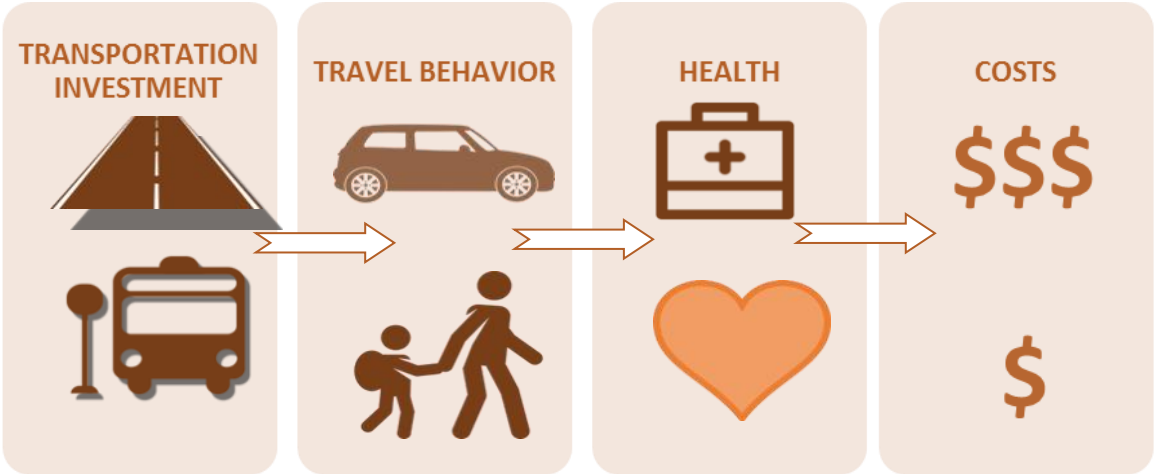 TRANSPORTATION
INVESTMENT
TRAVEL BEHAVIOR
HEALTH
COSTS
$$$
$